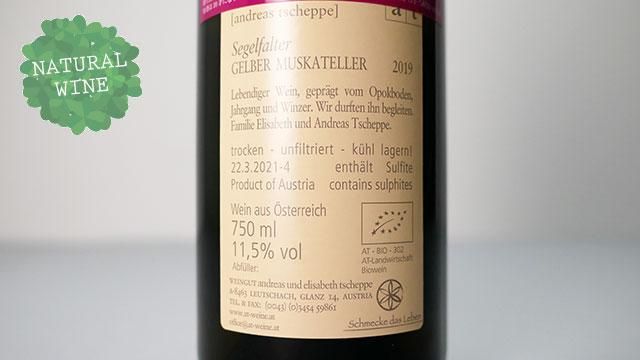 NATURAL
WINE
[andreas tscheppe]
a t
Segelfalter
GELBER MUSKATELLER 2019
Lebendiger Wein, geprägt vom Opokboden,
Jahrgang und Winzer. Wir durften ihn begleiten.
Familie Elisabeth und Andreas Tscheppe.
trocken - unfiltriert - kühl lagern!
22.3.2021-4 enthält Sulfite
Product of Austria contains sulphites
Wein aus Österreich
750 ml
11,5% vol
Abfüller:
AT - BIO - 302
AT-Landwirtschaft
Biowein
WEINGUT andreas und elisabeth tscheppe
A-8463 LEUTSCHACH, GLANZ 14, AUSTRIA
TEL & FAX: (0043) (0)3454 59861
www.at-weine.at
office@at-weine.at
Schmecke das Leben